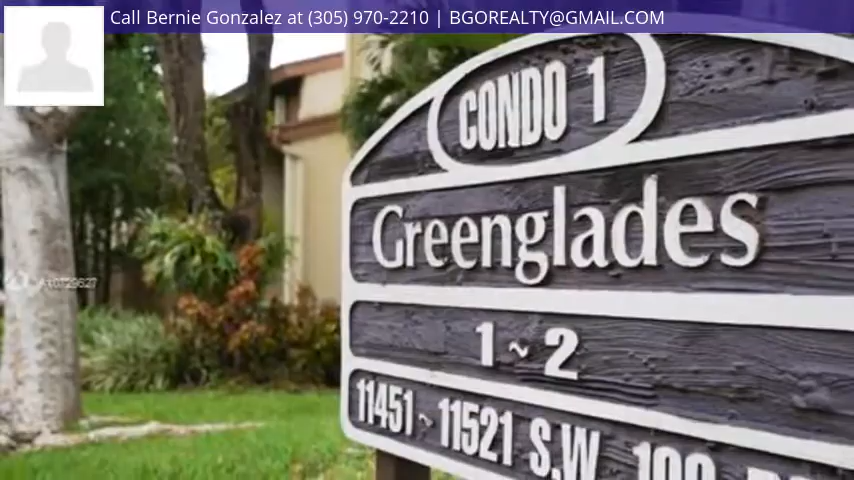 Call Bernie Gonzalez at (305) 970-2210 | BGOREALTY@GMAIL.COM
CONDO 1
Greenglades
1 ~ 2
11451 ~ 11521 S.W